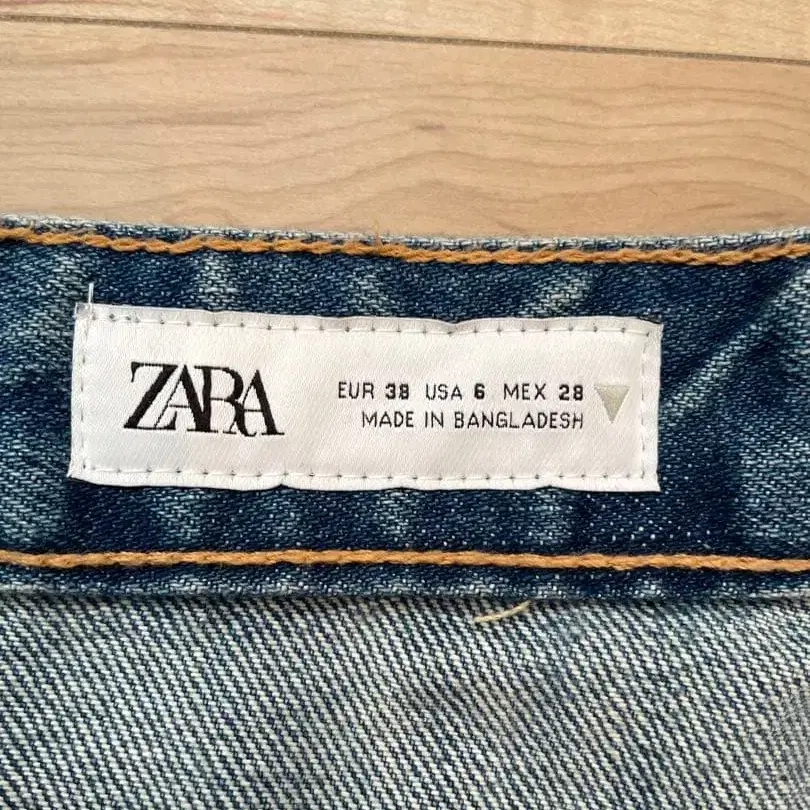 ZARA
EUR 38 USA 6 MEX 28
MADE IN BANGLADESH